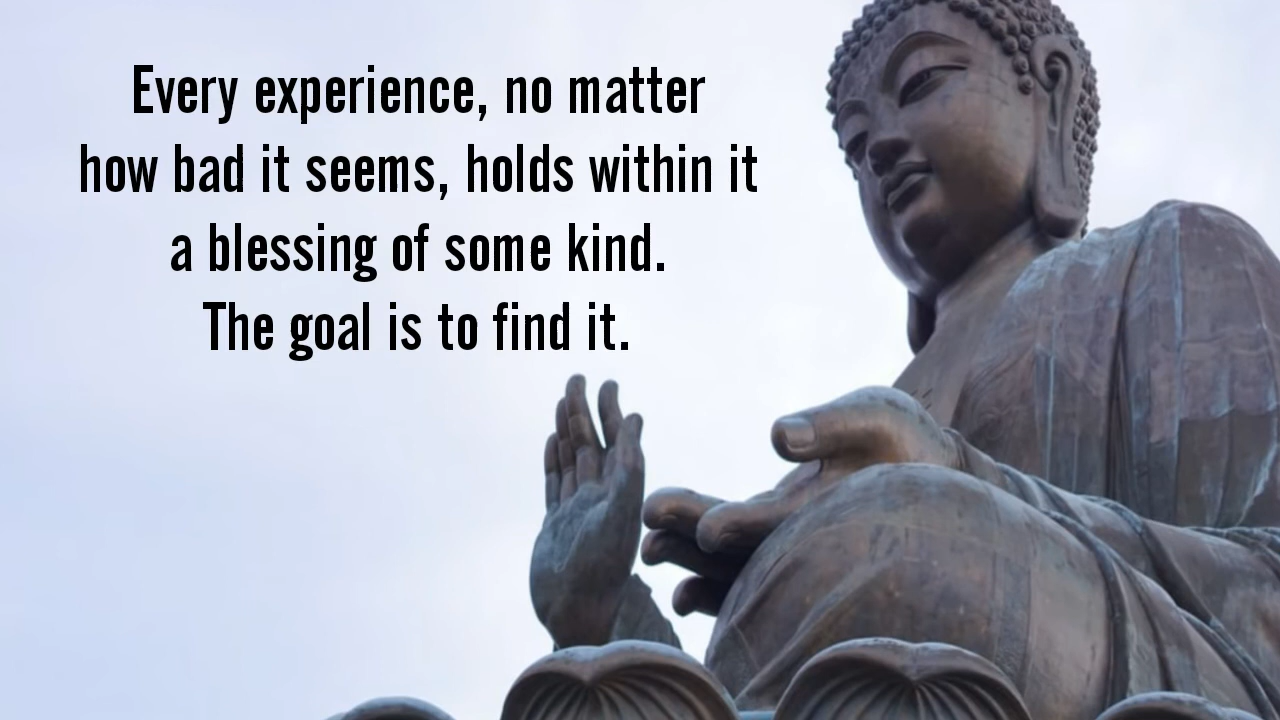 Every experience, no matter
how bad it seems, holds within it
a blessing of some kind.
The goal is to find it.